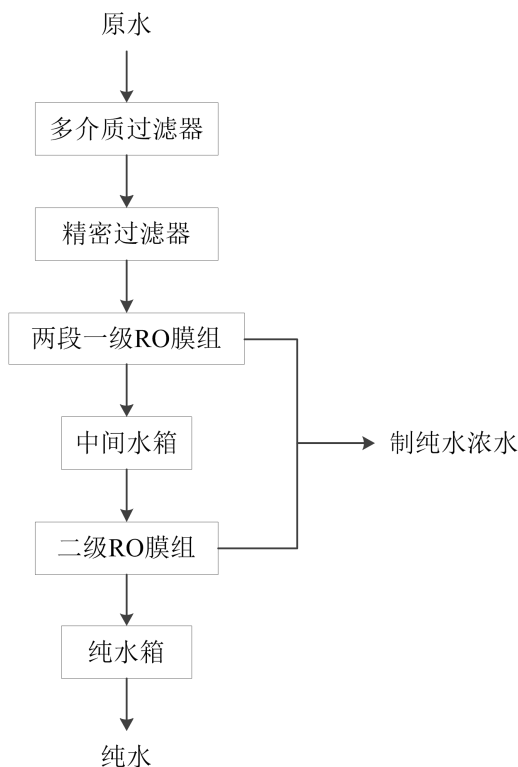 原水
多介质过滤器
精密过滤器
两段一级RO膜组
中间水箱
制纯水浓水
二级RO膜组
纯水箱
纯水